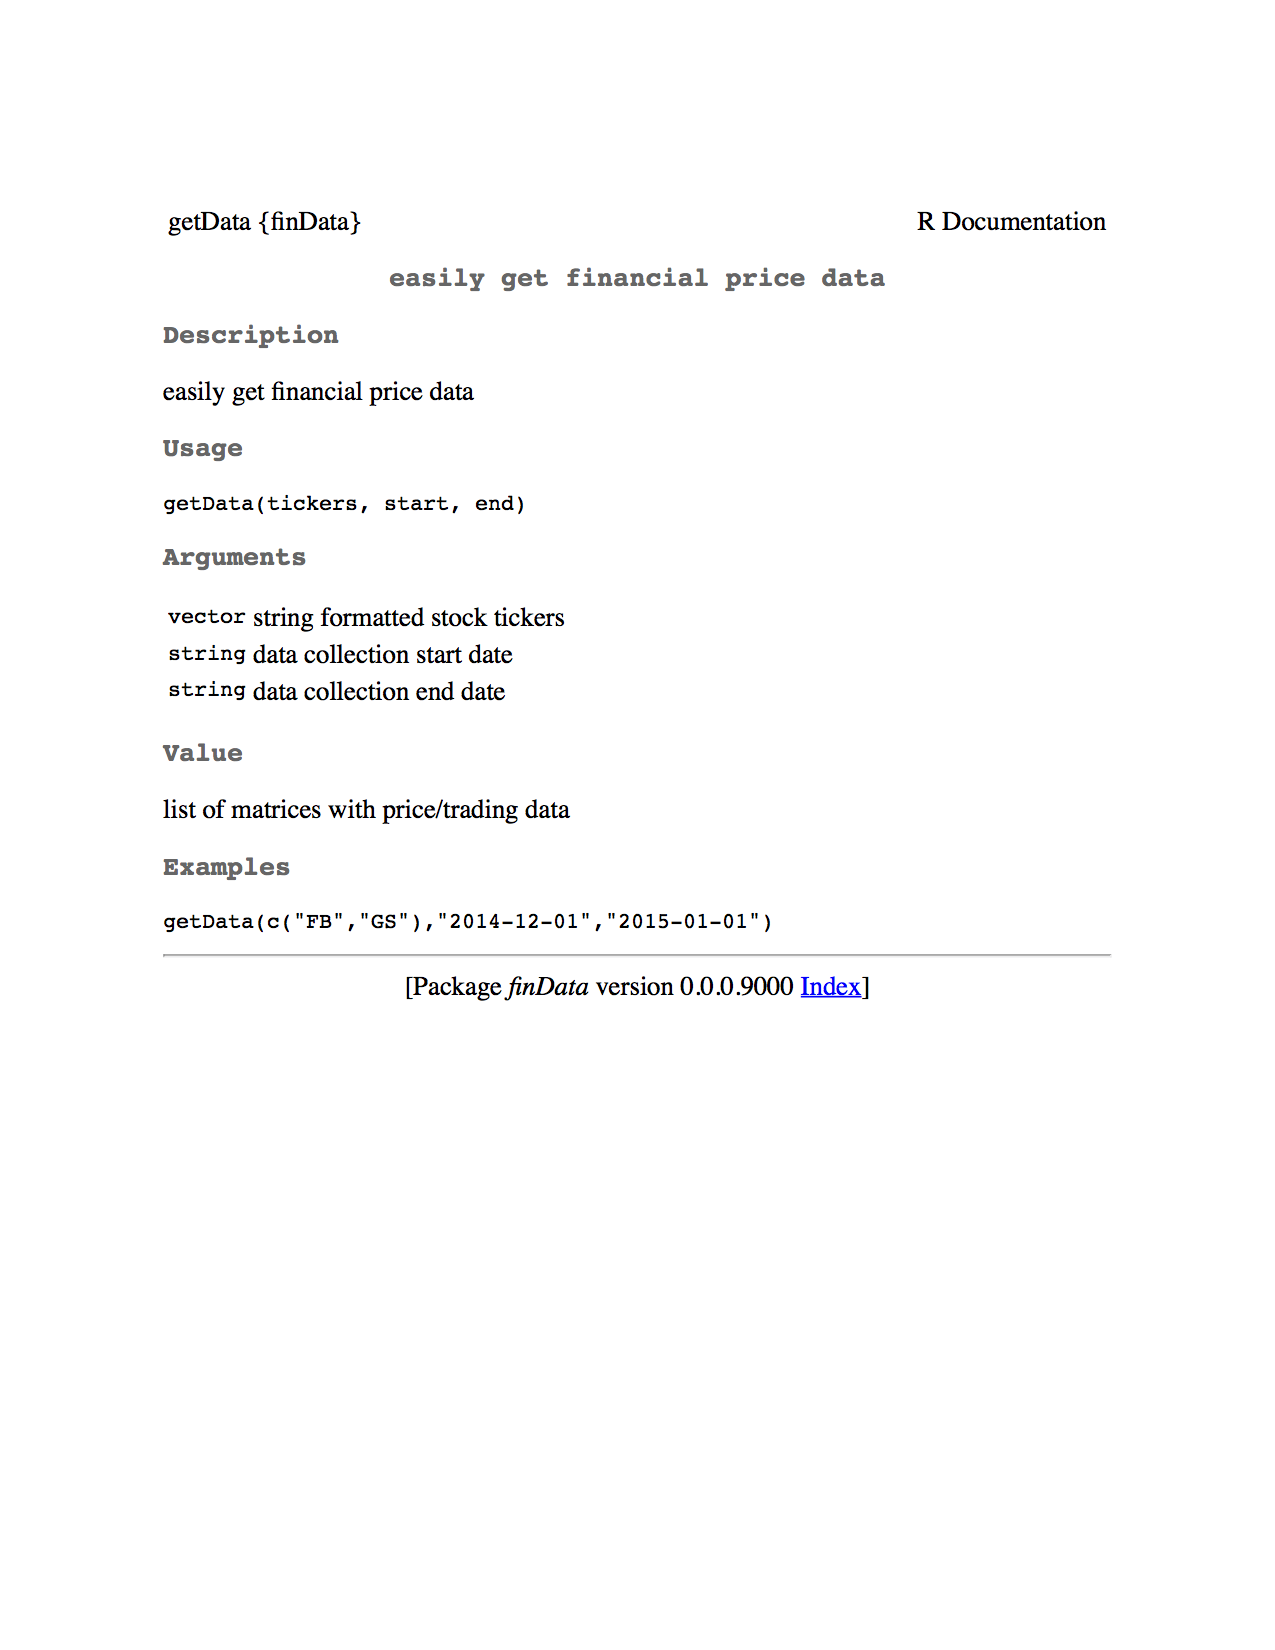 getData {finData} R Documentation
easily get financial price data
Description
easily get financial price data
Usage
getData(tickers, start, end)
Arguments
vector string formatted stock tickers
string data collection start date
string data collection end date
Value
list of matrices with price/trading data
Examples
getData(c("FB","GS"),"2014-12-01","2015-01-01")
[Package finData version 0.0.0.9000 Index]